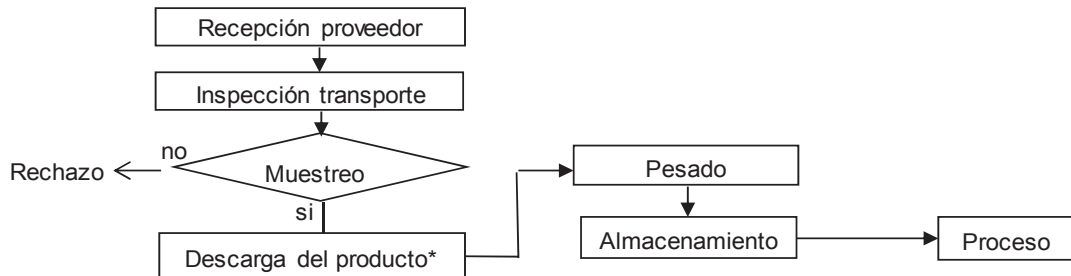 Recepción proveedor
Inspección transporte
no
Rechazo
Muestreo
si
Descarga del producto*
Pesado
Almacenamiento
Proceso